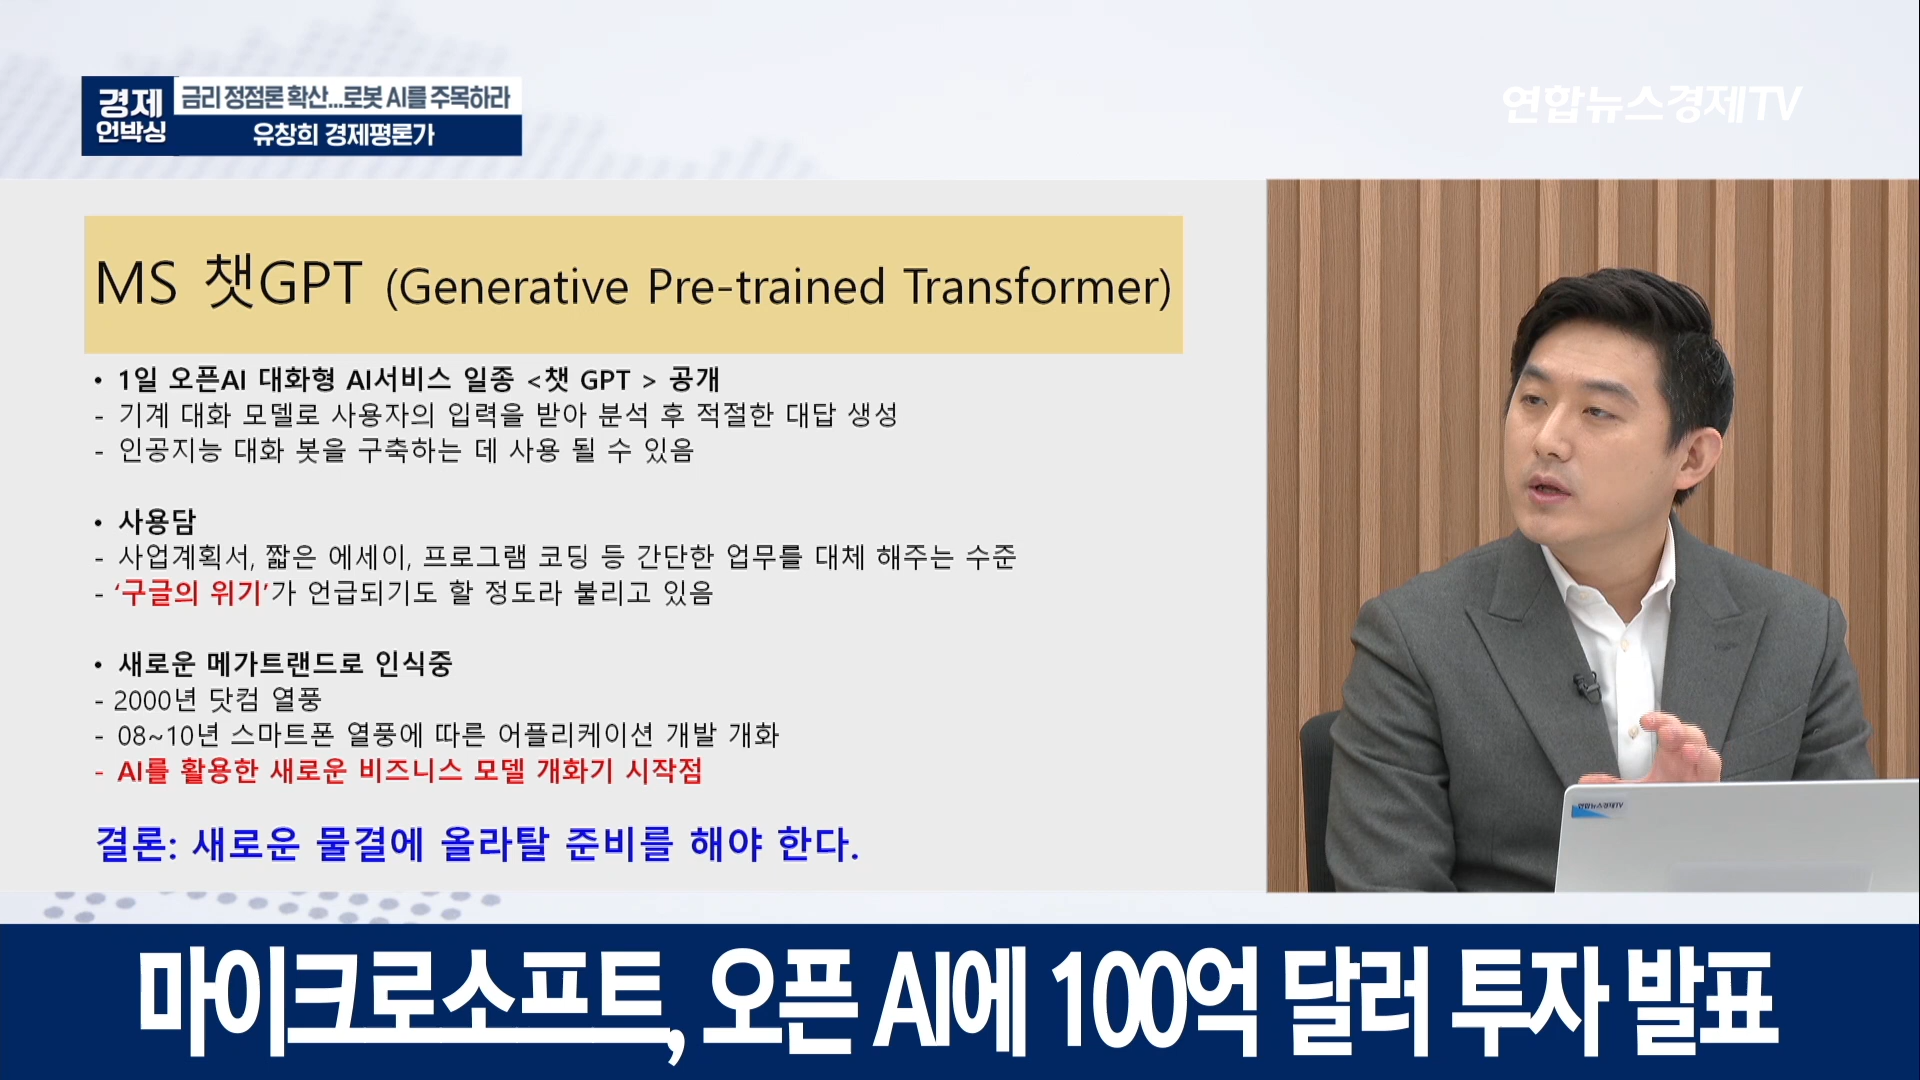 경제
언박싱
금리 정점론 확산...로봇 AI를 주목하라
유창희 경제평론가
연합뉴스경제TV
MS 챗GPT (Generative Pre-trained Transformer)
• 1일 오픈AI 대화형 AI서비스 일종 <챗 GPT > 공개
- 기계 대화 모델로 사용자의 입력을 받아 분석 후 적절한 대답 생성
- 인공지능 대화 봇을 구축하는 데 사용 될 수 있음
• 사용담
- 사업계획서, 짧은 에세이, 프로그램 코딩 등 간단한 업무를 대체 해주는 수준
- ‘구글의 위기’가 언급되기도 할 정도라 불리고 있음
• 새로운 메가트랜드로 인식중
- 2000년 닷컴 열풍
- 08~10년 스마트폰 열풍에 따른 어플리케이션 개발 개화
- AI를 활용한 새로운 비즈니스 모델 개화기 시작점
결론: 새로운 물결에 올라탈 준비를 해야 한다.
연합뉴스경제TV
마이크로소프트, 오픈 AI에 100억 달러 투자 발표